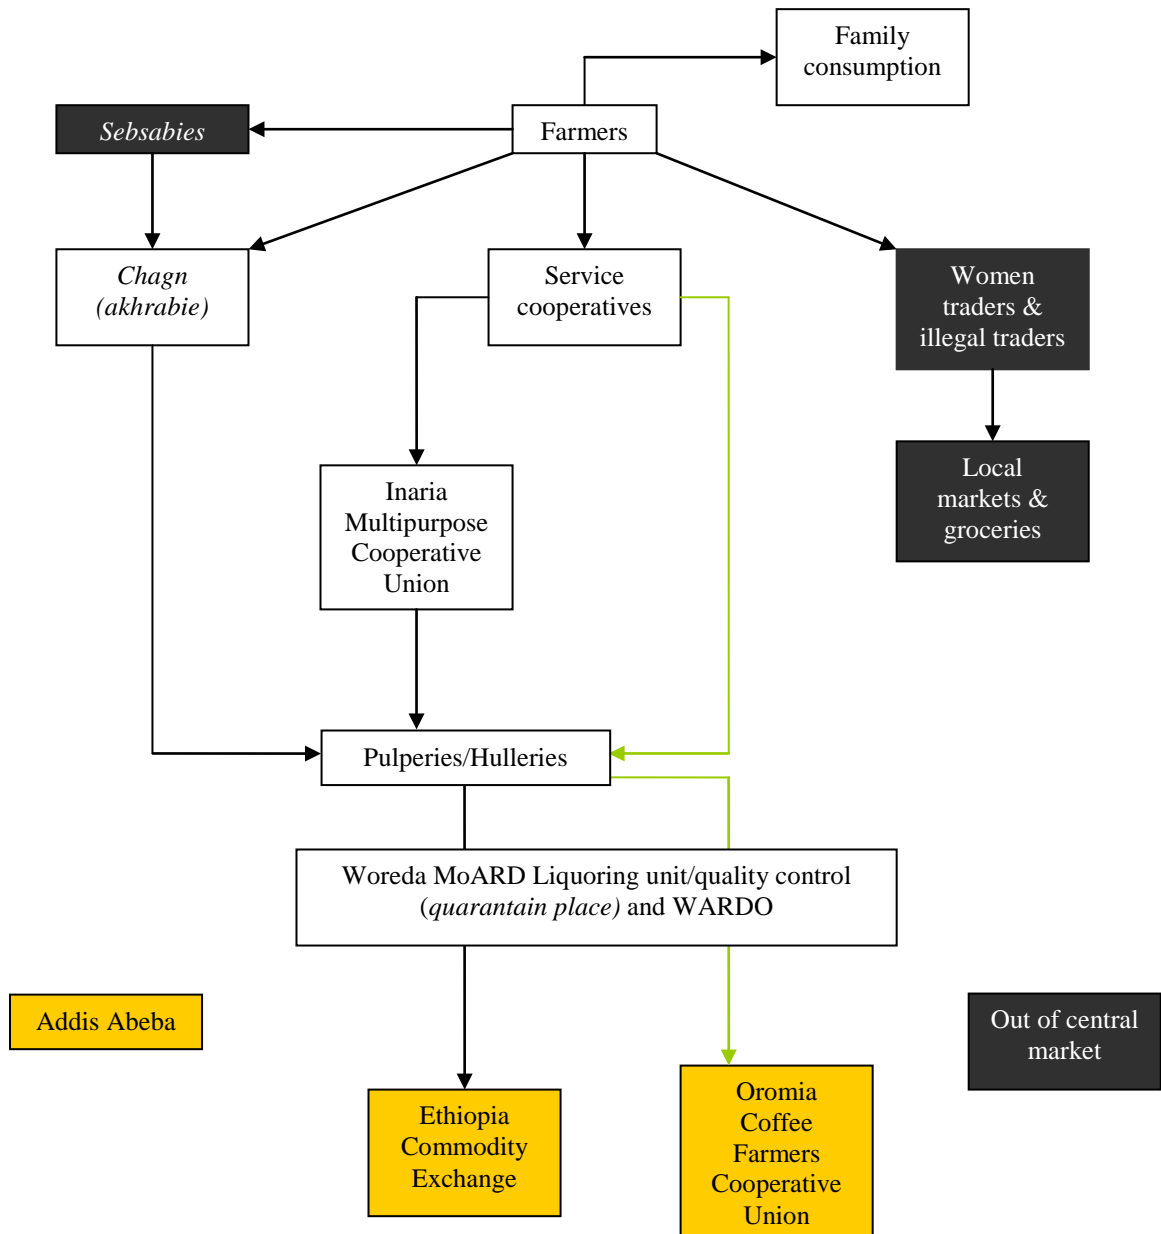 Family
consumption
Sebsabies
Farmers
Chagn
(akhrabie)
Service
cooperatives
Women
traders &
illegal traders
Inaria
Multipurpose
Cooperative
Union
Local
markets &
groceries
Pulperies/Hulleries
Woreda MoARD Liquoring unit/quality control
(quarantain place) and WARDO
Addis Abeba
Out of central
market
Ethiopia
Commodity
Exchange
Oromia
Coffee
Farmers
Cooperative
Union